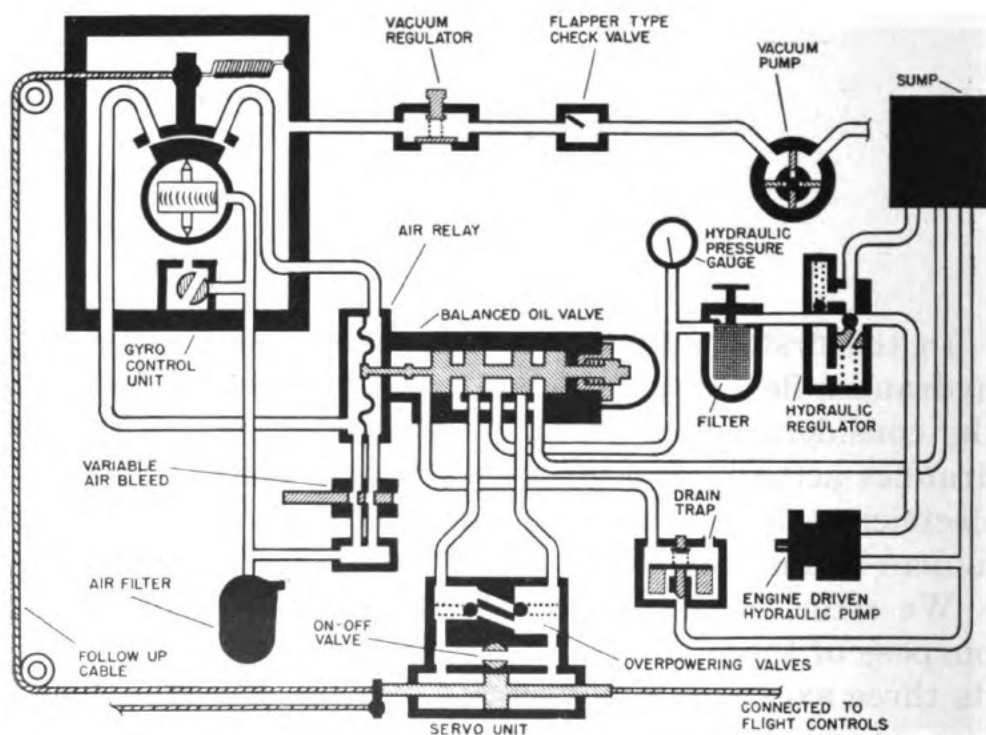 VACUUM
REGULATOR
FLAPPER TYPE
CHECK VALVE
VACUUM
PUMP
SUMP
AIR RELAY
HYDRAULIC
PRESSURE
GAUGE
BALANCED OIL VALVE
GYRO
CONTROL
UNIT
FILTER
HYDRAULIC
REGULATOR
VARIABLE
AIR BLEED
DRAIN
TRAP
AIR FILTER
ENGINE DRIVEN
HYDRAULIC PUMP
ON-OFF
VALVE
FOLLOW UP
CABLE
OVERPOWERING VALVES
CONNECTED TO
FLIGHT CONTROLS
SERVO UNIT